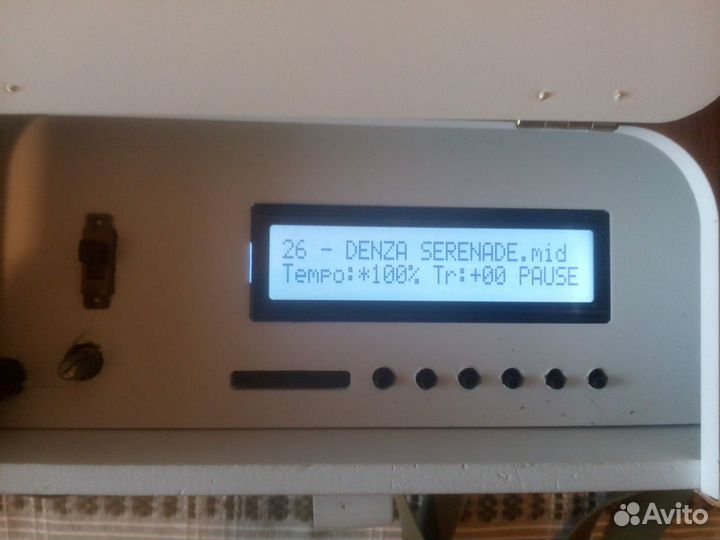 26 - DENZA SERENADE.mid
Tempo:*100% Tr:+00 PAUSE
Avito